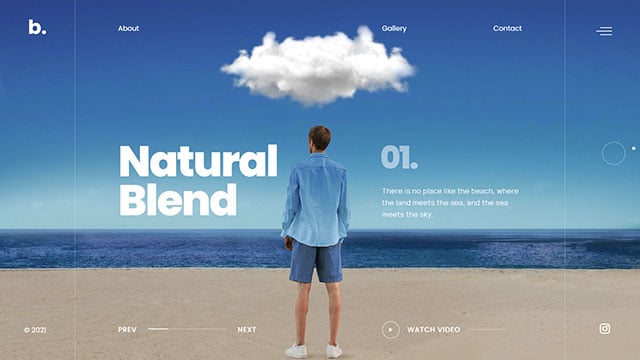 b.
About
Gallery
Contact
Natural
Blend
01.
There is no place like the beach, where
the land meets the sea, and the sea
meets the sky.
© 2021
PREV
NEXT
WATCH VIDEO